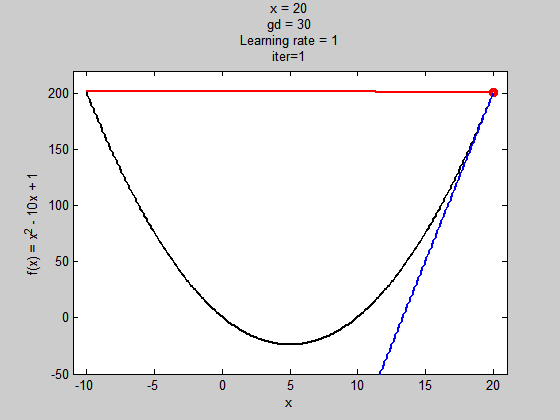 x = 20
gd = 30
Learning rate = 1
iter=1
200
150
100
50
0
-50
f(x) = x² - 10x + 1
-10
-5
0
5
10
15
20
x